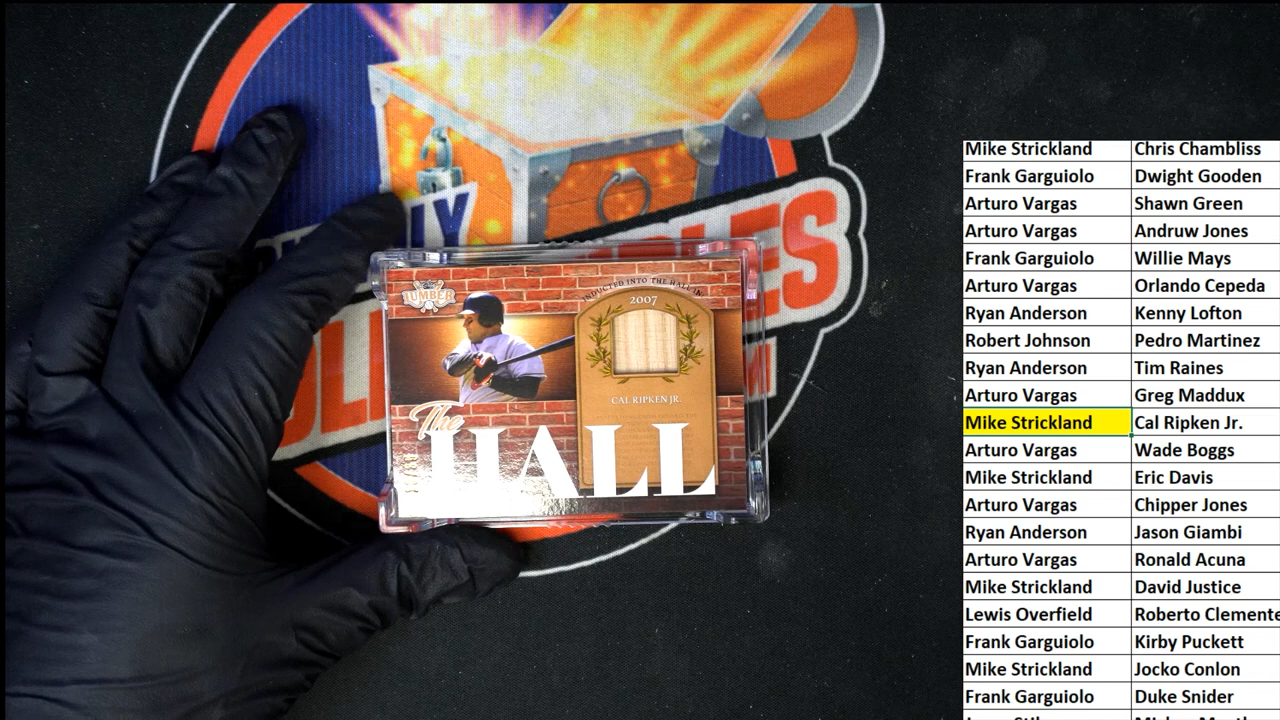 LUMBER
INDUCTED INTO THE HALL IN
2007
CAL RIPKEN JR.
The
HALL
Mike Strickland Chris Chambliss
Frank Garguiolo Dwight Gooden
Arturo Vargas Shawn Green
Arturo Vargas Andruw Jones
Frank Garguiolo Willie Mays
Arturo Vargas Orlando Cepeda
Ryan Anderson Kenny Lofton
Robert Johnson Pedro Martinez
Ryan Anderson Tim Raines
Arturo Vargas Greg Maddux
Mike Strickland Cal Ripken Jr.
Arturo Vargas Wade Boggs
Mike Strickland Eric Davis
Arturo Vargas Chipper Jones
Ryan Anderson Jason Giambi
Arturo Vargas Ronald Acuna
Mike Strickland David Justice
Lewis Overfield Roberto Clemente
Frank Garguiolo Kirby Puckett
Mike Strickland Jocko Conlon
Frank Garguiolo Duke Snider